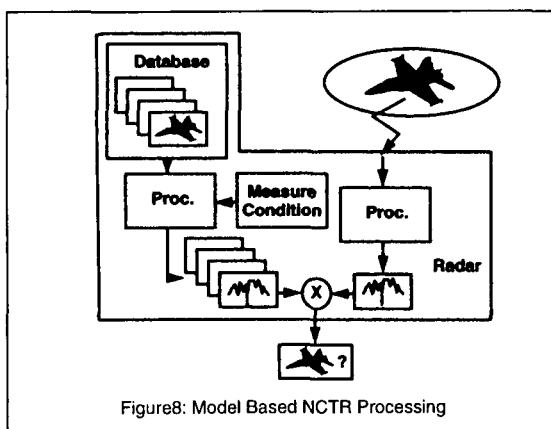 Database
Proc.
Measure
Condition
Proc.
Radar
X
?
Figure8: Model Based NCTR Processing